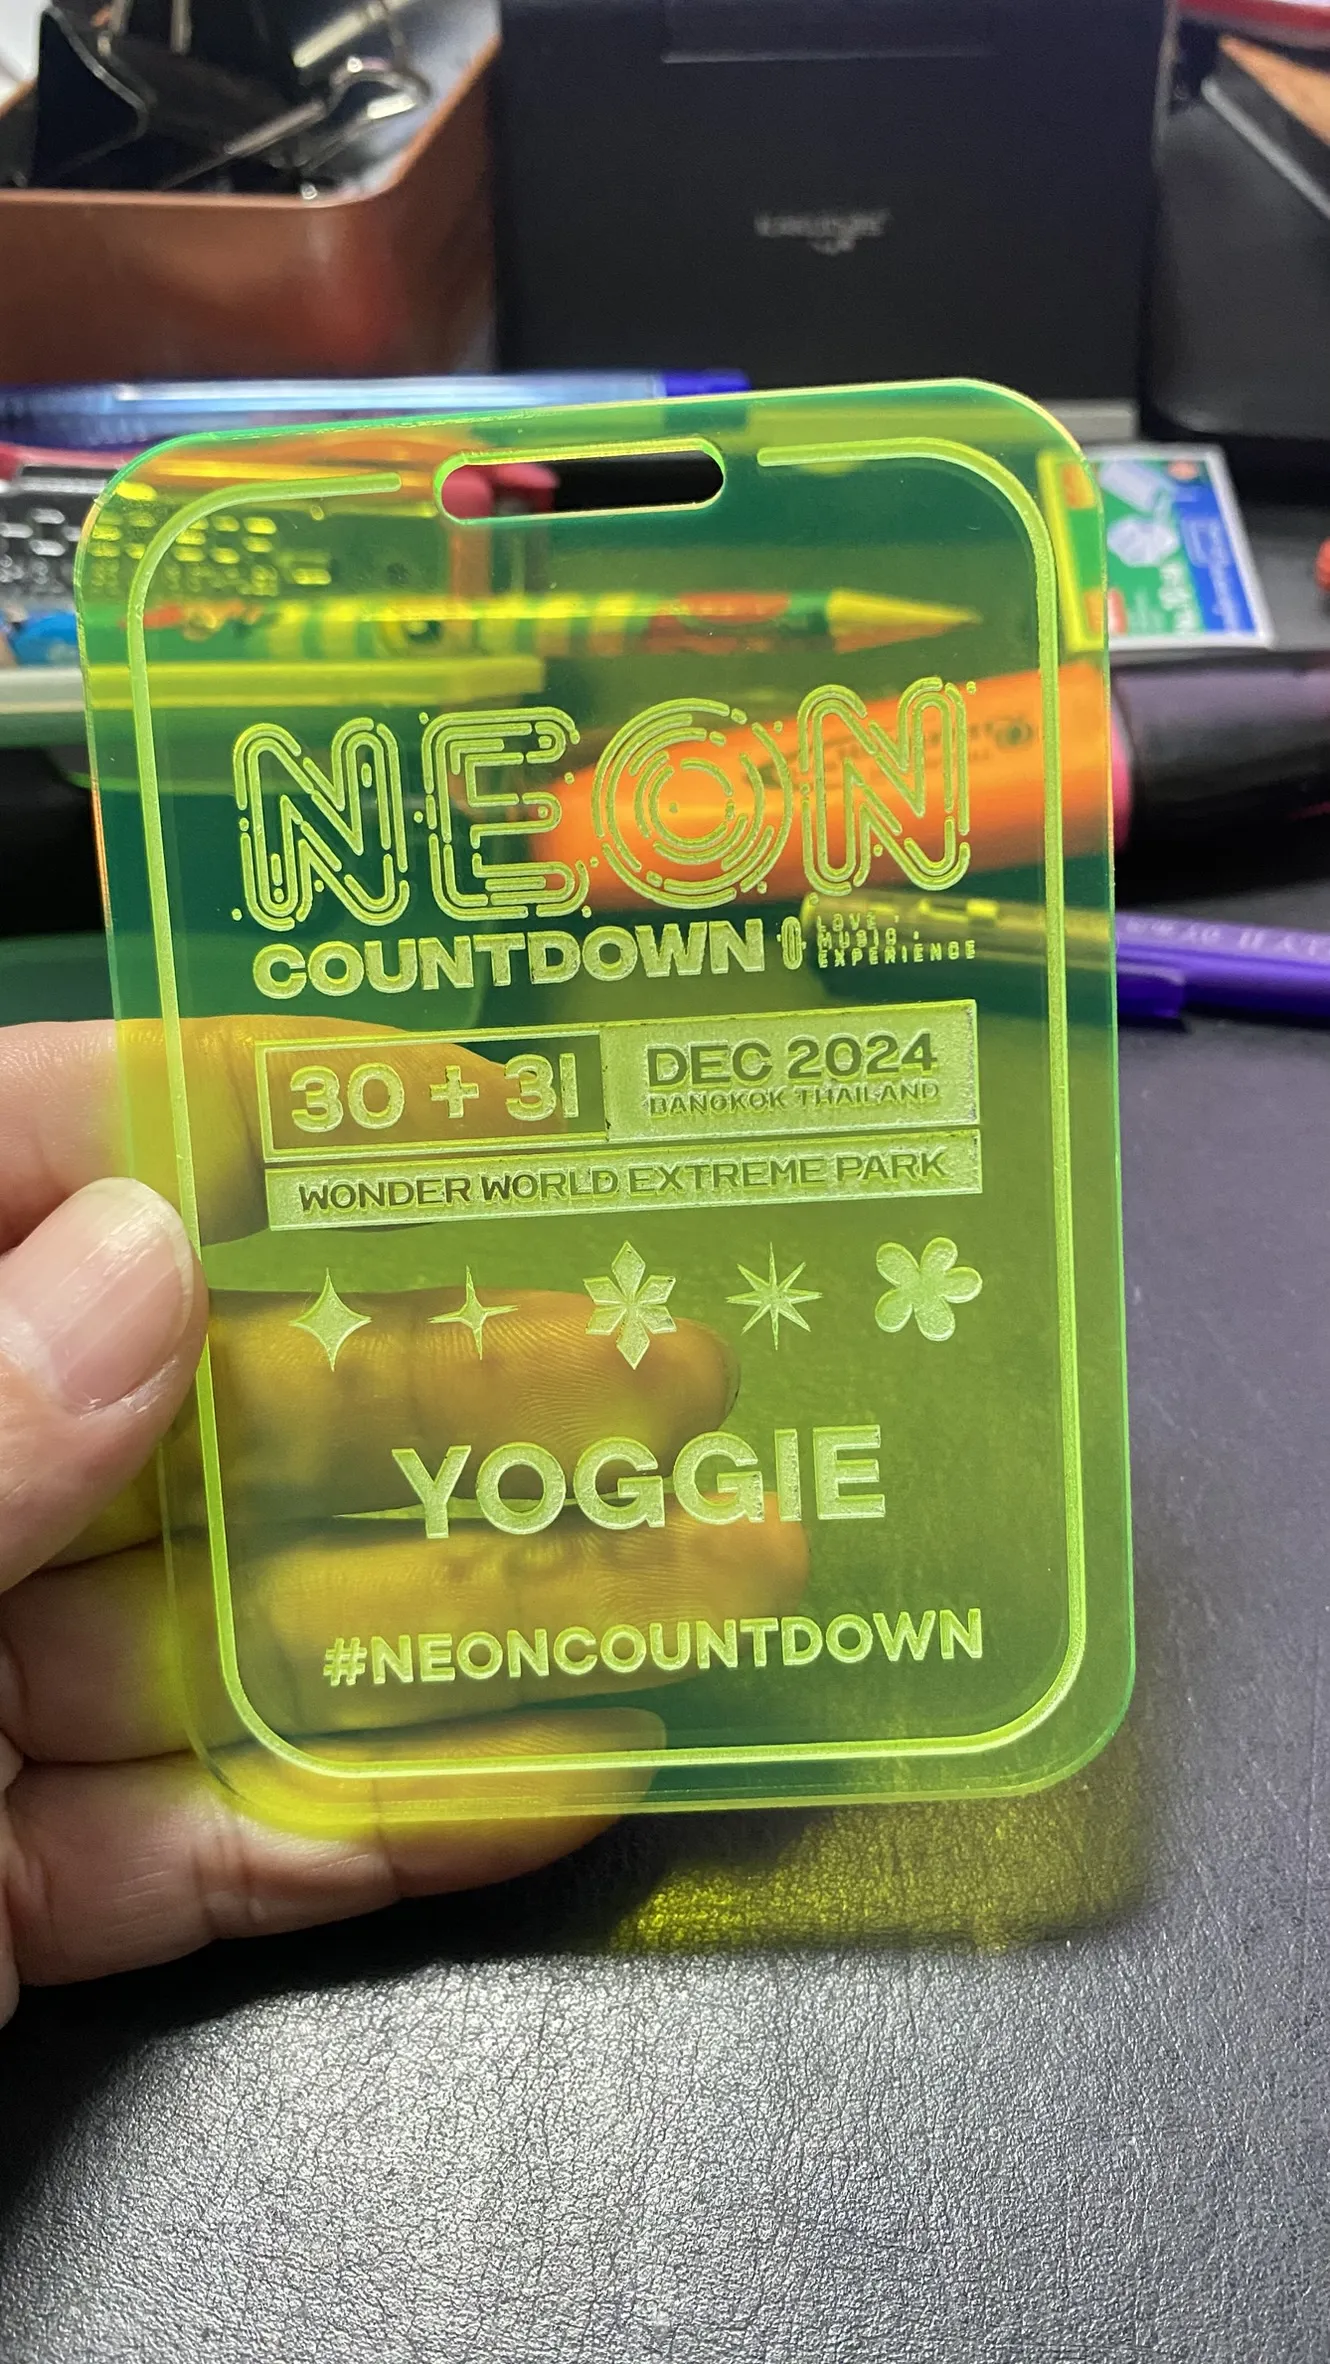 NEON
COUNTDOWN
LOVE .
MUSIC .
EXPERIENCE
30 + 31
DEC 2024
BANGKOK THAILAND
WONDER WORLD EXTREME PARK
YOGGIE
#NEONCOUNTDOWN